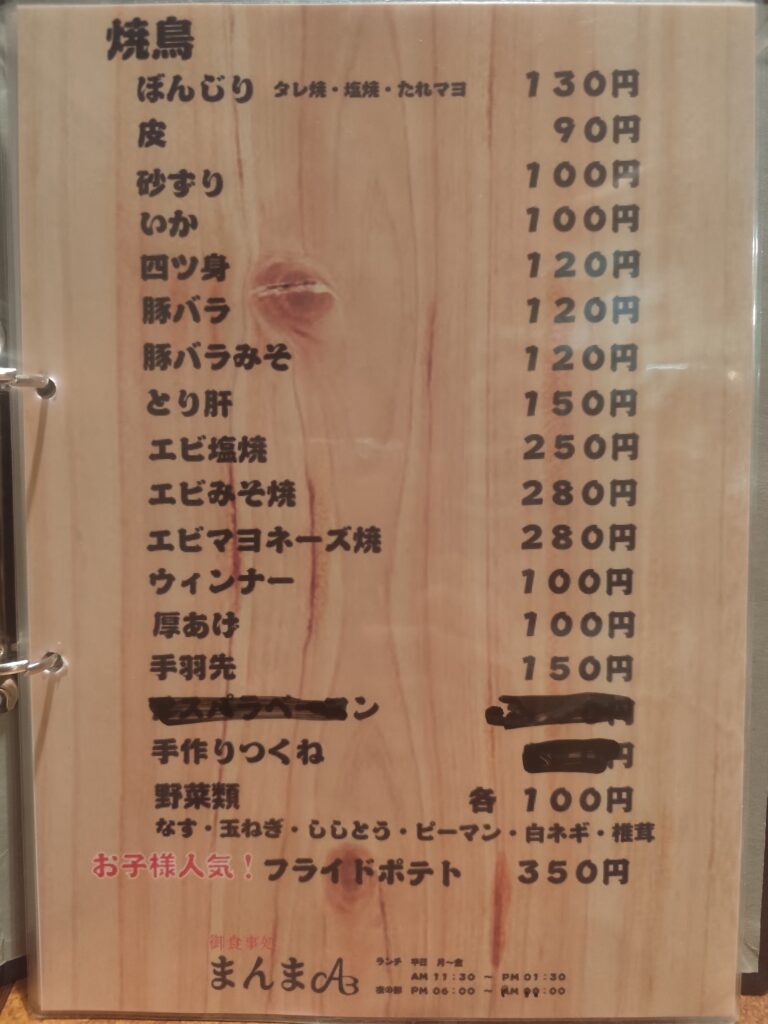 焼鳥
ぼんじり タレ焼・塩焼・たれマヨ 130円
皮 90円
砂ずり 100円
いか 100円
四ツ身 120円
豚バラ 120円
豚バラみそ 120円
とり肝 150円
エビ塩焼 250円
エビみそ焼 280円
エビマヨネーズ焼 280円
ウィンナー 100円
厚あげ 100円
手羽先 150円
手作りつくね 円
野菜類 各 100円
なす・玉ねぎ・ししとう・ピーマン・白ネギ・椎茸
お子様人気！フライドポテト 350円
御食事処
まんま
ランチ 平日 月〜金
AM 11:30 〜 PM 01:30
夜の部 PM 06:00 〜